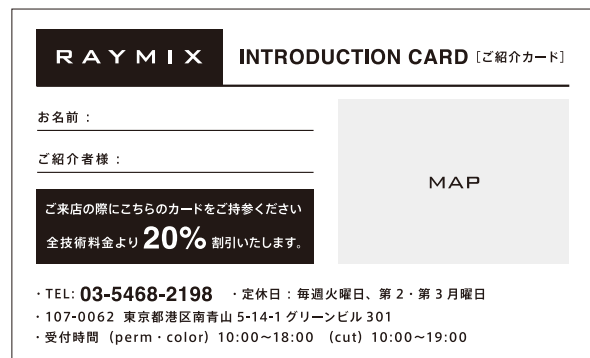 RAYMIX INTRODUCTION CARD [ご紹介カード]
お名前：
ご紹介者様：
MAP
ご来店の際にこちらのカードをご持参ください
全技術料金より20%割引いたします。
・TEL: 03-5468-2198 ・定休日：毎週火曜日、第2・第3月曜日
・107-0062 東京都港区南青山5-14-1グリーンビル301
・受付時間 (perm・color) 10:00〜18:00 (cut) 10:00〜19:00